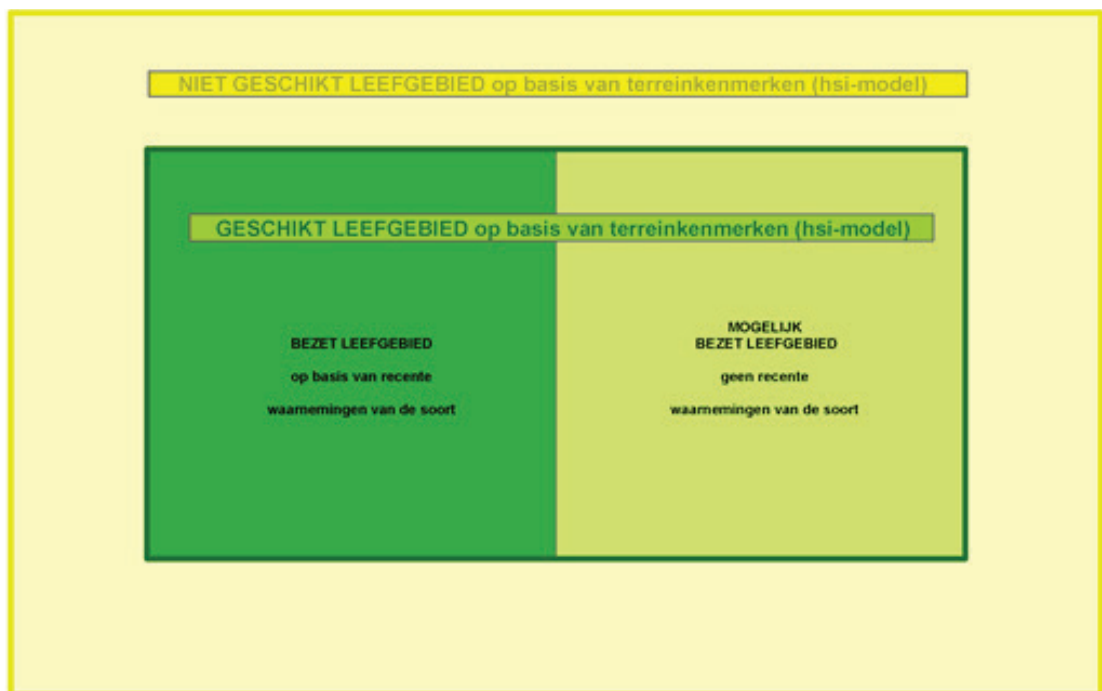 NIET GESCHIKT LEEFGEBIED op basis van terreinkenmerken (hsi-model)
GESCHIKT LEEFGEBIED op basis van terreinkenmerken (hsi-model)
BEZET LEEFGEBIED
op basis van recente
waarnemingen van de soort
MOGELIJK
BEZET LEEFGEBIED
geen recente
waarnemingen van de soort